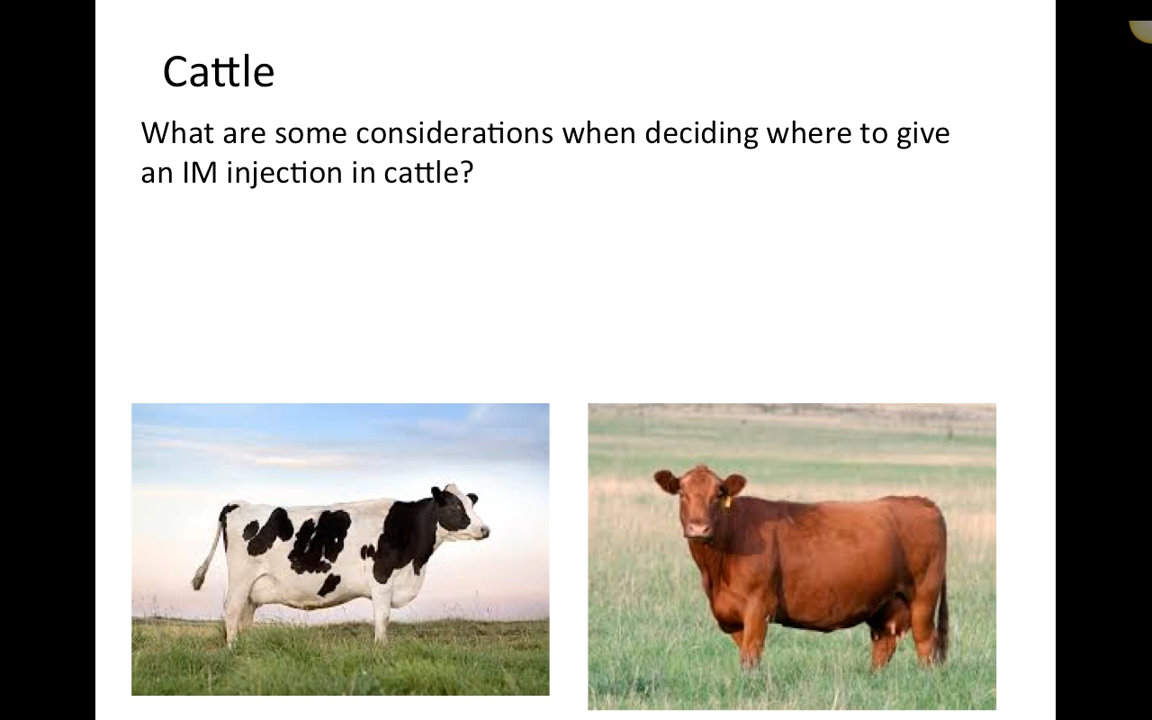 Cattle
What are some considerations when deciding where to give
an IM injection in cattle?